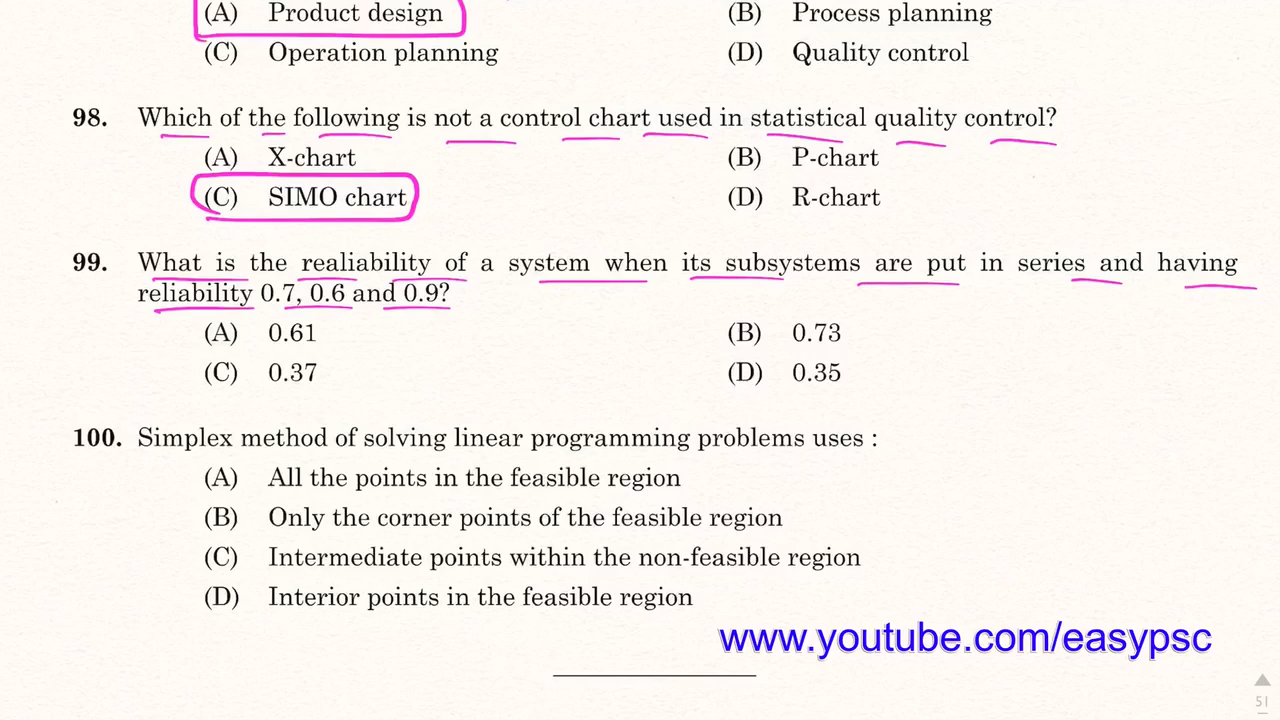 (A) Product design (B) Process planning
(C) Operation planning (D) Quality control
98. Which of the following is not a control chart used in statistical quality control?
(A) X-chart (B) P-chart
(C) SIMO chart (D) R-chart
99. What is the realiability of a system when its subsystems are put in series and having
reliability 0.7, 0.6 and 0.9?
(A) 0.61 (B) 0.73
(C) 0.37 (D) 0.35
100. Simplex method of solving linear programming problems uses :
(A) All the points in the feasible region
(B) Only the corner points of the feasible region
(C) Intermediate points within the non-feasible region
(D) Interior points in the feasible region
www.youtube.com/easypsc
51